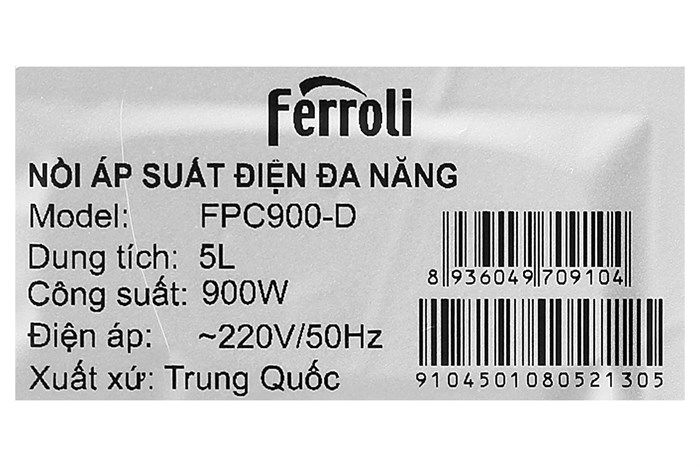 Ferroli
NỒI ÁP SUẤT ĐIỆN ĐA NĂNG
Model: FPC900-D
Dung tích: 5L
Công suất: 900W
Điện áp: ~220V/50Hz
Xuất xứ: Trung Quốc
8 936049 709104
9104501080521305